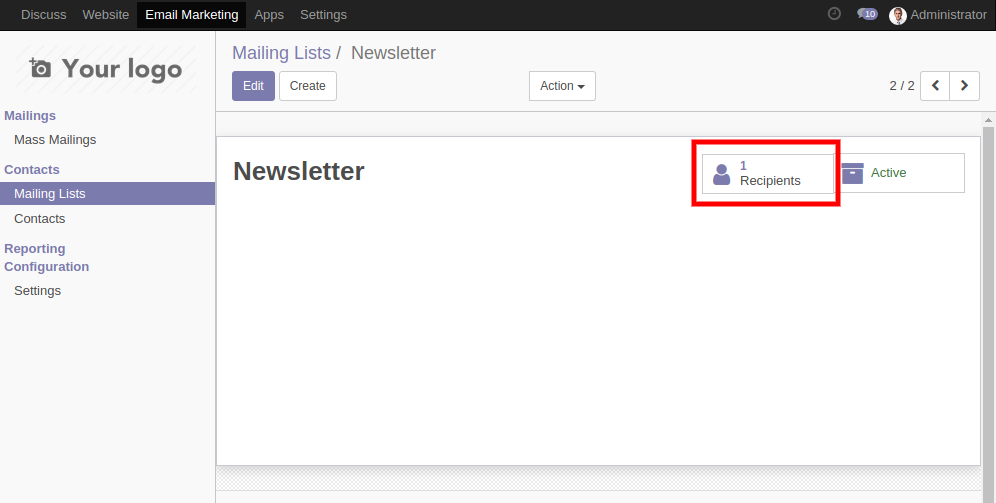 Discuss Website Email Marketing Apps Settings 10 Administrator
Your logo
Mailings
Mass Mailings
Contacts
Mailing Lists
Contacts
Reporting
Configuration
Settings
Mailing Lists / Newsletter
Edit Create Action 2 / 2
Newsletter
1
Recipients
Active